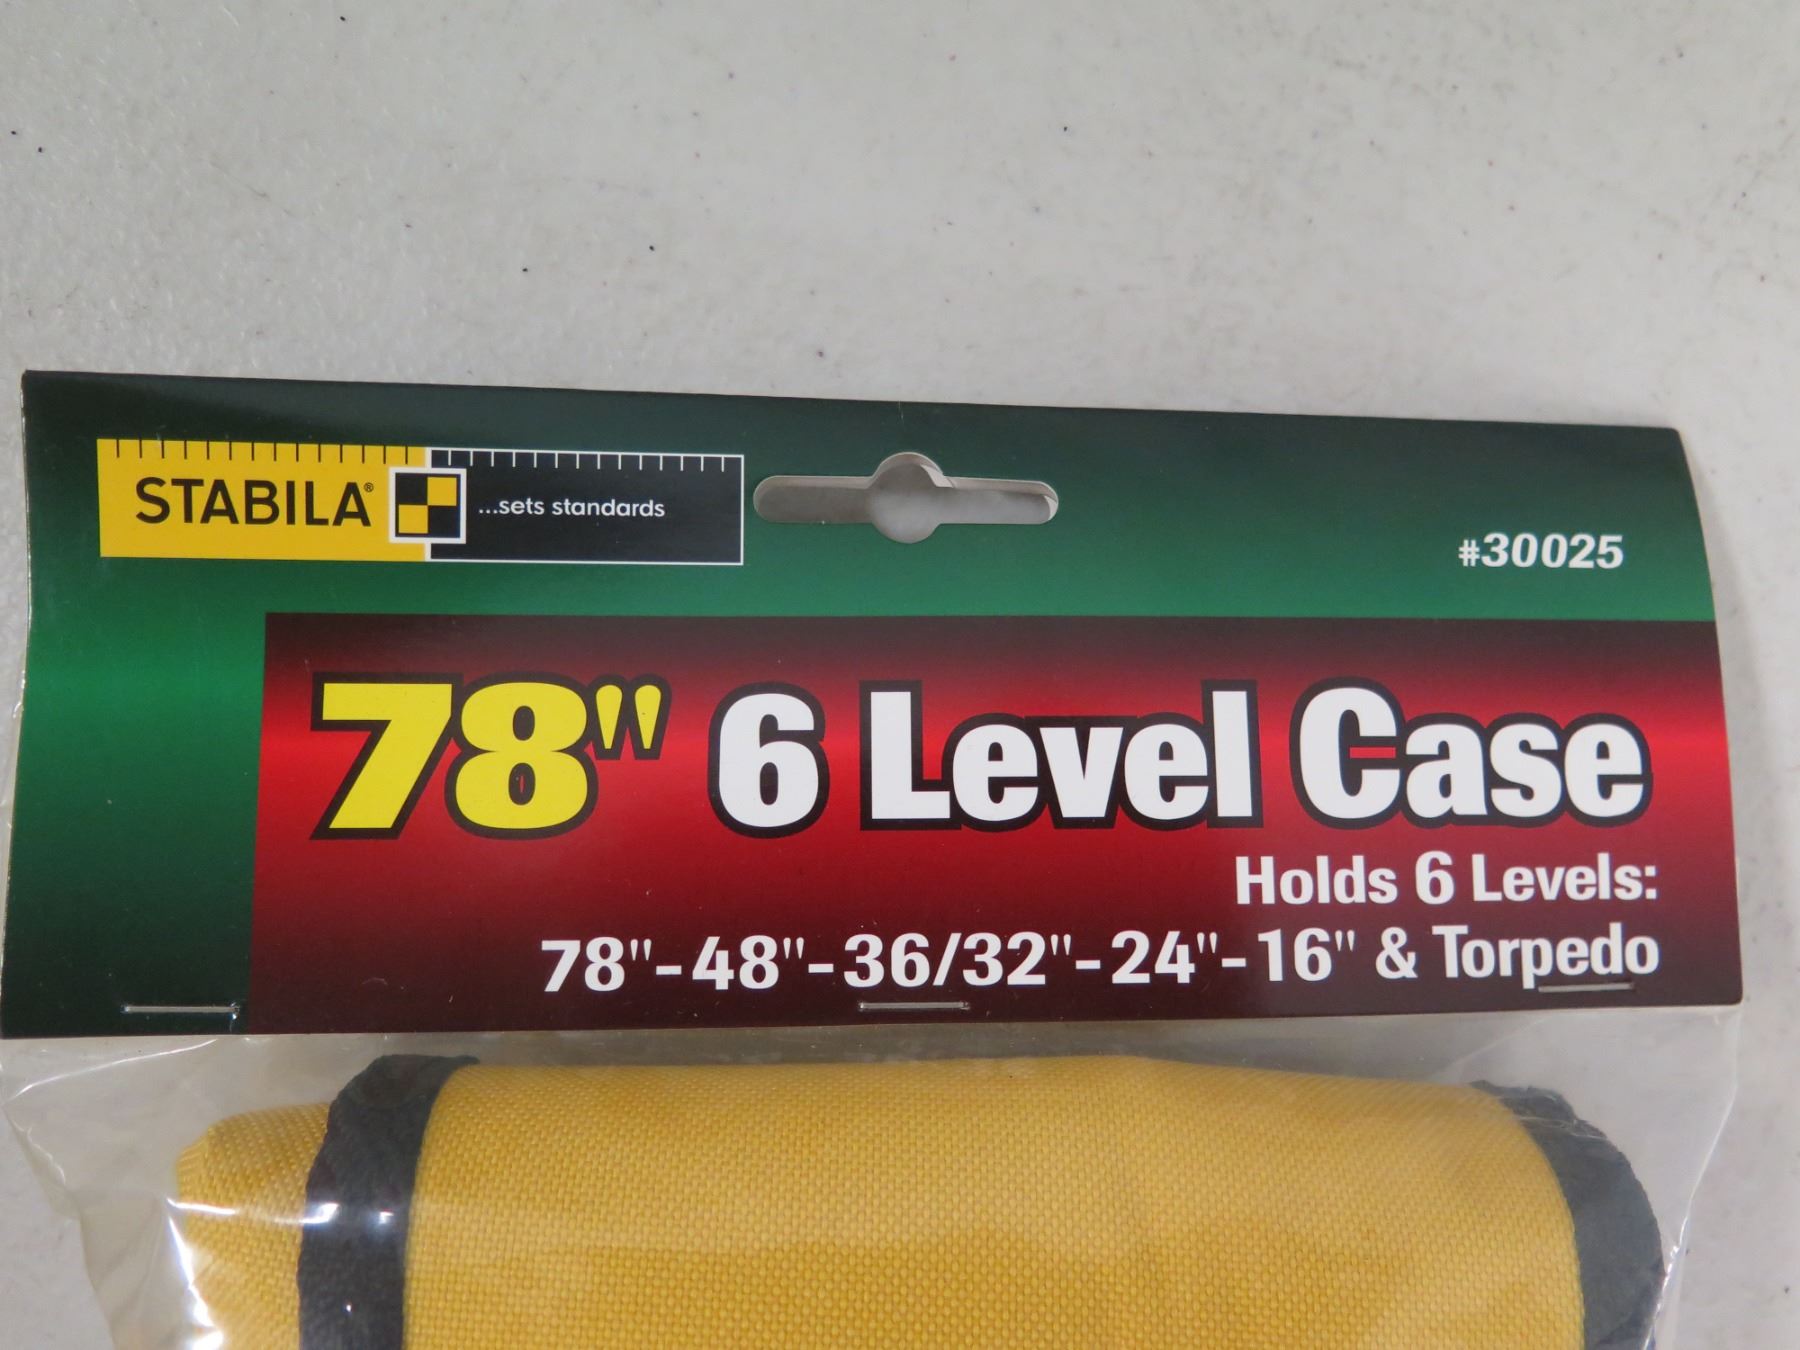 STABILA® ...sets standards
#30025
78" 6 Level Case
Holds 6 Levels:
78"-48"-36/32"-24"-16" & Torpedo